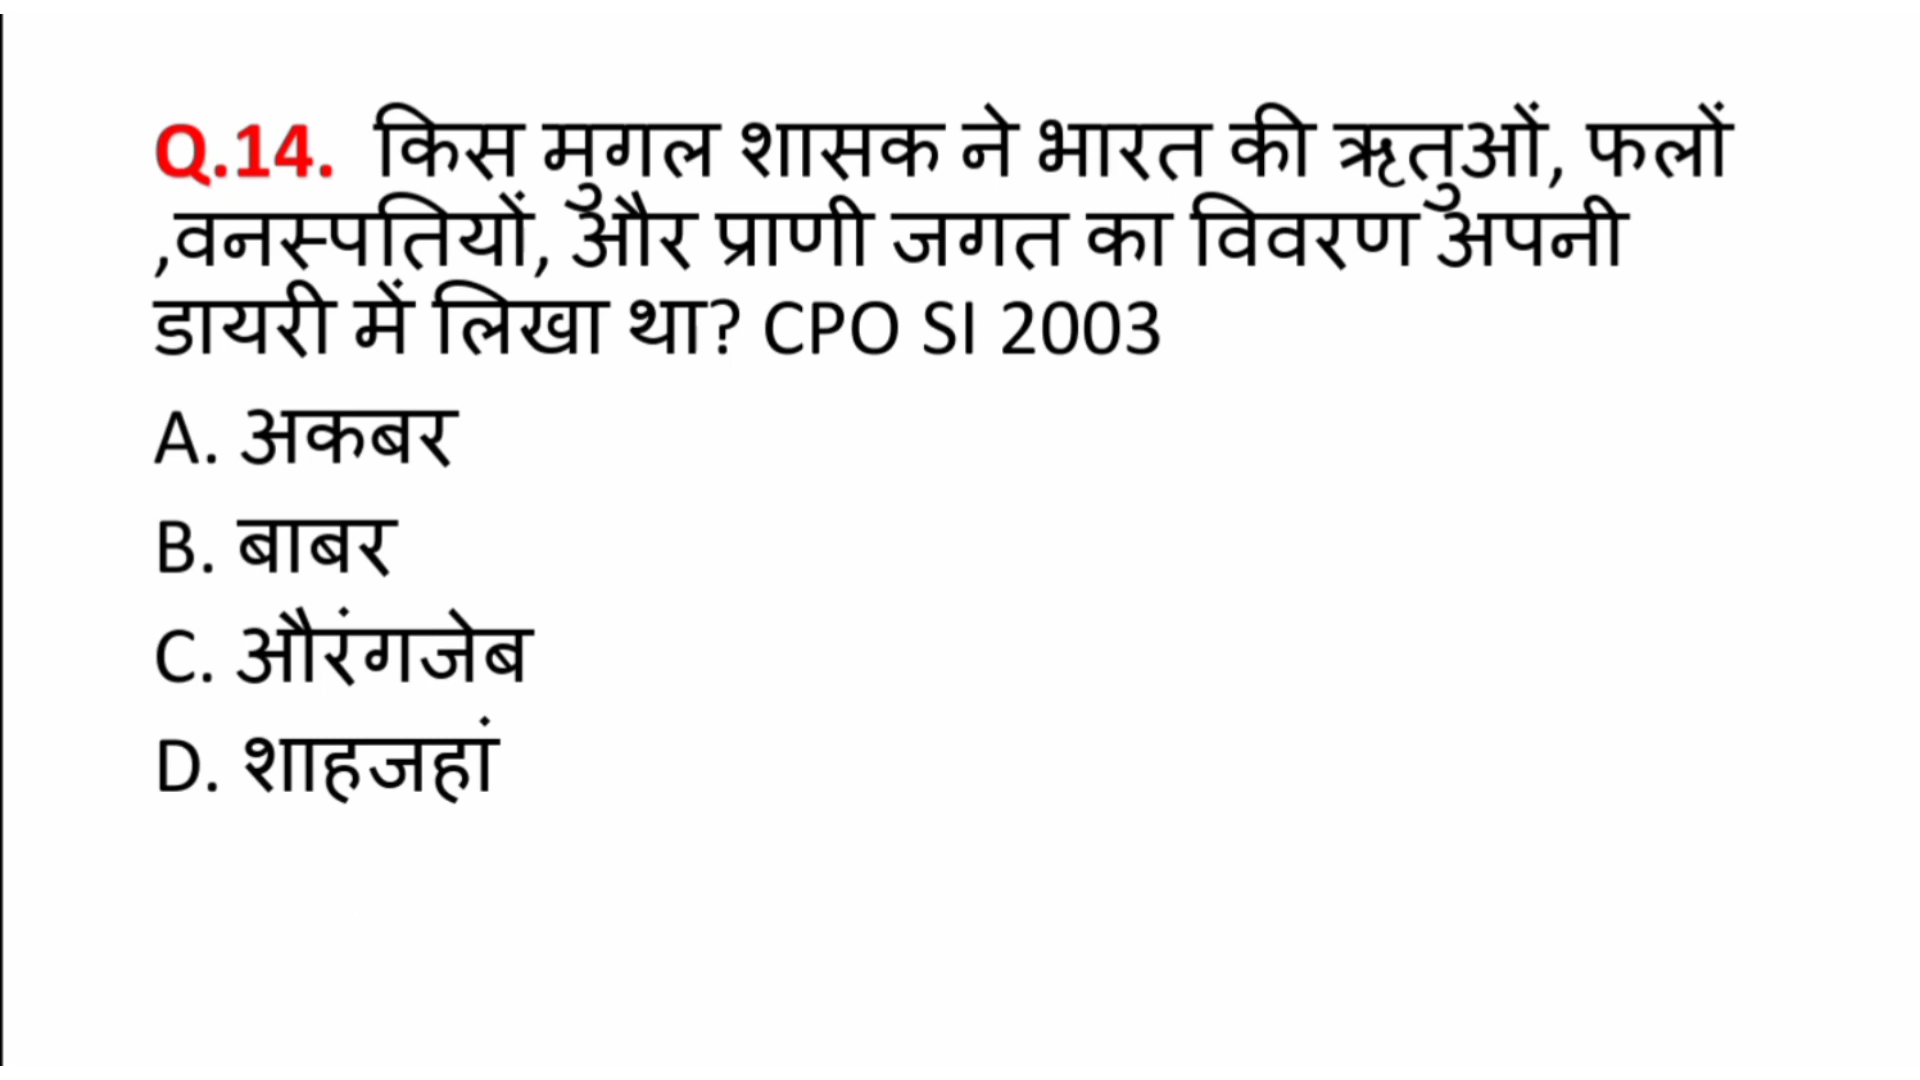 Q.14. किस मुगल शासक ने भारत की ऋतुओं, फलों
,वनस्पतियों, और प्राणी जगत का विवरण अपनी
डायरी में लिखा था? CPO SI 2003
A. अकबर
B. बाबर
C. औरंगजेब
D. शाहजहां